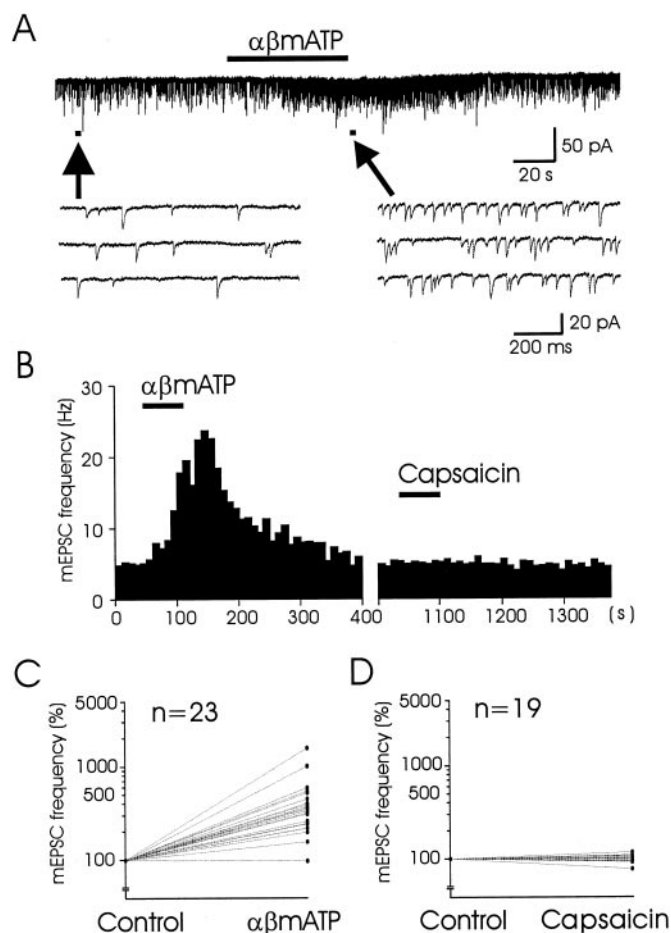 A
αβmATP
50 pA
20 s
20 pA
200 ms
B
αβmATP
Capsaicin
mEPSC frequency (Hz)
30
20
10
0
0 100 200 300 400 1100 1200 1300 (s)
C
n=23
mEPSC frequency (%)
5000
1000
500
100
Control αβmATP
D
n=19
mEPSC frequency (%)
5000
1000
500
100
Control Capsaicin